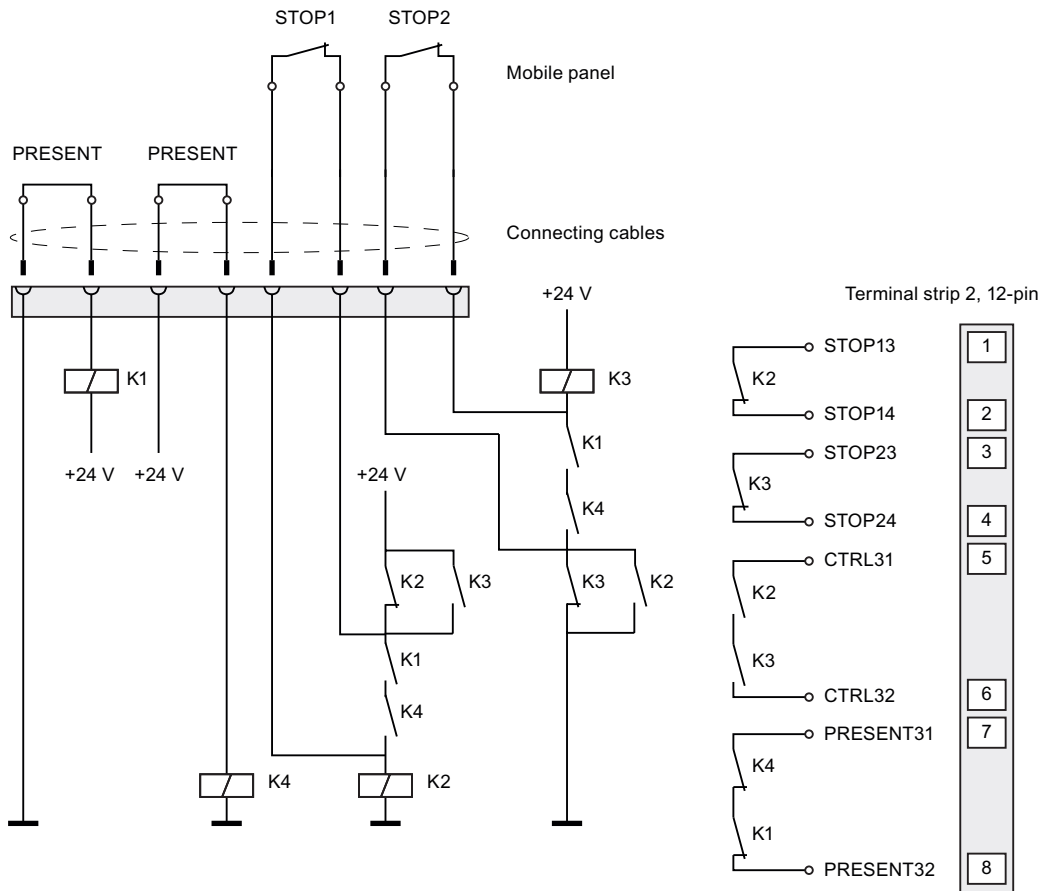 STOP1 STOP2
Mobile panel
PRESENT PRESENT
Connecting cables
+24 V
Terminal strip 2, 12-pin
STOP13 1
K1 K3 K2
STOP14 2
K1
STOP23 3
+24 V +24 V +24 V
K3
K4
STOP24 4
CTRL31 5
K2 K3 K3 K2
K2
K1
K3
K4
CTRL32 6
PRESENT31 7
K4 K2
K4
K1
PRESENT32 8